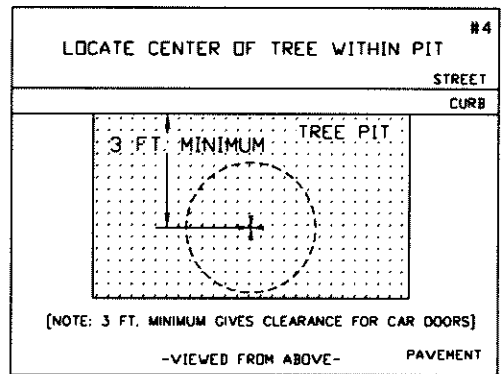 #4
LOCATE CENTER OF TREE WITHIN PIT
STREET
CURB
TREE PIT
3 FT. MINIMUM
[NOTE: 3 FT. MINIMUM GIVES CLEARANCE FOR CAR DOORS]
-VIEWED FROM ABOVE- PAVEMENT